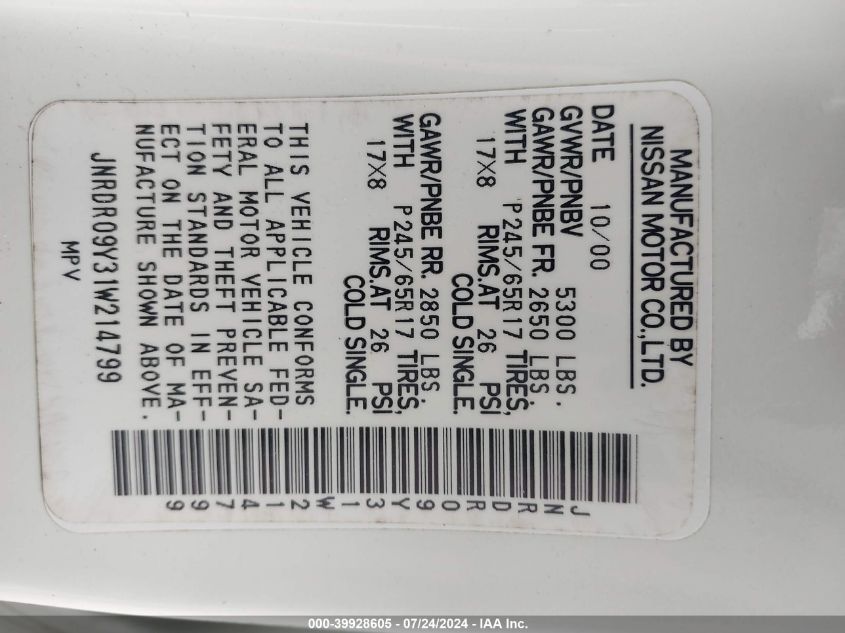 MANUFACTURED BY
NISSAN MOTOR CO.,LTD.
DATE 10/00
GVWR/PNBV 5300 LBS.
GAWR/PNBE FR. 2650 LBS
WITH P245/65R17 TIRES,
17X8 RIMS.AT 26 PSI
COLD SINGLE.
GAWR/PNBE RR. 2850 LBS.
WITH P245/65R17 TIRES,
17X8 RIMS.AT 26 PSI
COLD SINGLE.
THIS VEHICLE CONFORMS
TO ALL APPLICABLE FED-
ERAL MOTOR VEHICLE SA-
FETY AND THEFT PREVEN-
TION STANDARDS IN EFF-
ECT ON THE DATE OF MA-
NUFACTURE SHOWN ABOVE.
JNRDR09Y31W214799
MPV
JNRDR09Y31W214799
000-39928605 - 07/24/2024 - IAA Inc.